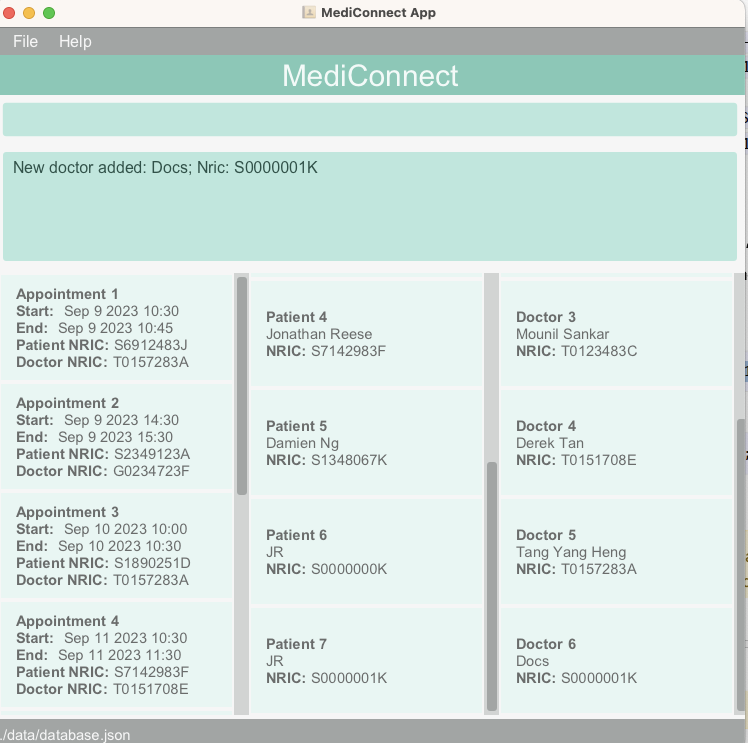 MediConnect App
File Help
MediConnect
New doctor added: Docs; Nric: S0000001K
Appointment 1
Start: Sep 9 2023 10:30
End: Sep 9 2023 10:45
Patient NRIC: S6912483J
Doctor NRIC: T0157283A
Appointment 2
Start: Sep 9 2023 14:30
End: Sep 9 2023 15:30
Patient NRIC: S2349123A
Doctor NRIC: G0234723F
Appointment 3
Start: Sep 10 2023 10:00
End: Sep 10 2023 10:30
Patient NRIC: S1890251D
Doctor NRIC: T0157283A
Appointment 4
Start: Sep 11 2023 10:30
End: Sep 11 2023 11:30
Patient NRIC: S7142983F
Doctor NRIC: T0151708E
Patient 4
Jonathan Reese
NRIC: S7142983F
Patient 5
Damien Ng
NRIC: S1348067K
Patient 6
JR
NRIC: S0000000K
Patient 7
JR
NRIC: S0000001K
Doctor 3
Mounil Sankar
NRIC: T0123483C
Doctor 4
Derek Tan
NRIC: T0151708E
Doctor 5
Tang Yang Heng
NRIC: T0157283A
Doctor 6
Docs
NRIC: S0000001K
./data/database.json